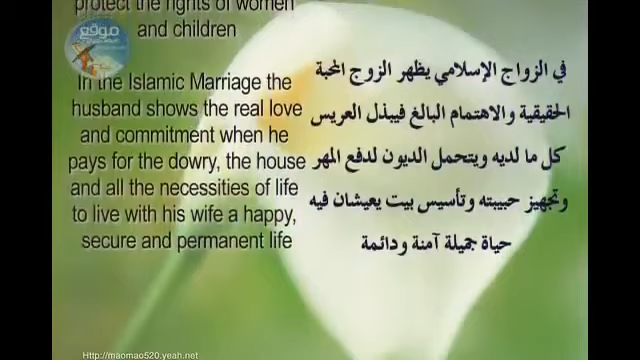 protect the rights of women
and children
In the Islamic Marriage the
husband shows the real love
and commitment when he
pays for the dowry, the house
and all the necessities of life
to live with his wife a happy,
secure and permanent life
في الزواج الإسلامي يظهر الزوج المحبة
الحقيقية والاهتمام البالغ فيبذل العريس
كل ما لديه ويتحمل الديون لدفع المهر
وتجهيز حبيبته وتأسيس بيت يعيشان فيه
حياة جميلة آمنة ودائمة
موقع
Http://maomao520.yeah.net